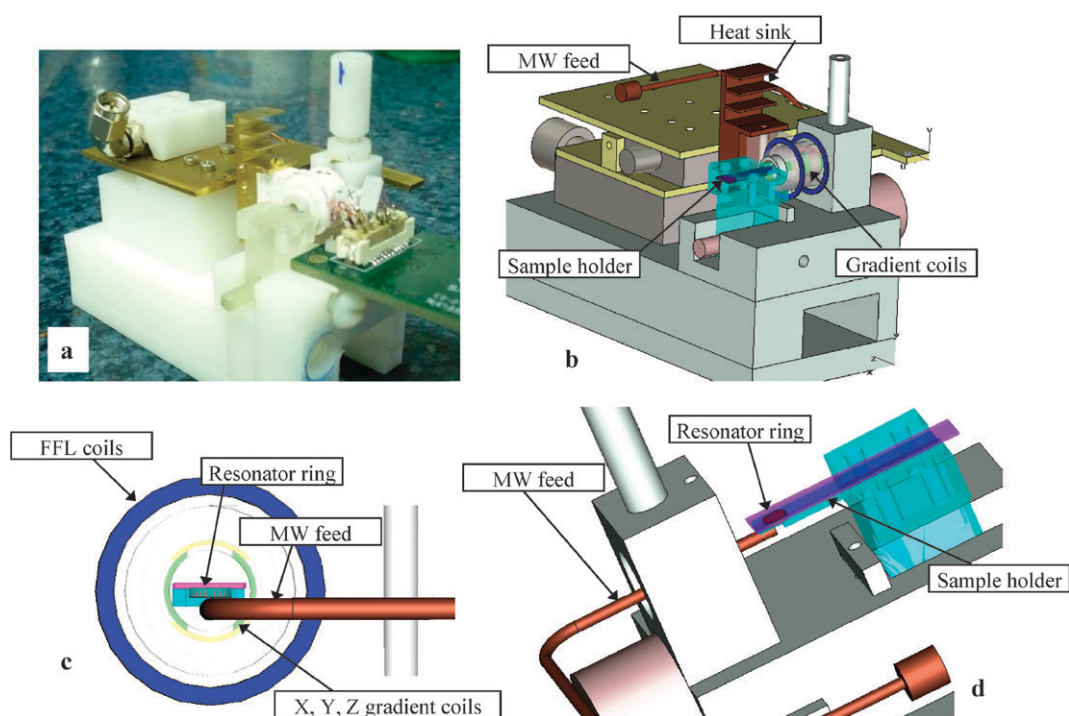 Heat sink
MW feed
Sample holder
Gradient coils
a
b
Y
Y
Z
X
FFL coils
Resonator ring
MW feed
X, Y, Z gradient coils
c
Resonator ring
MW feed
Sample holder
d